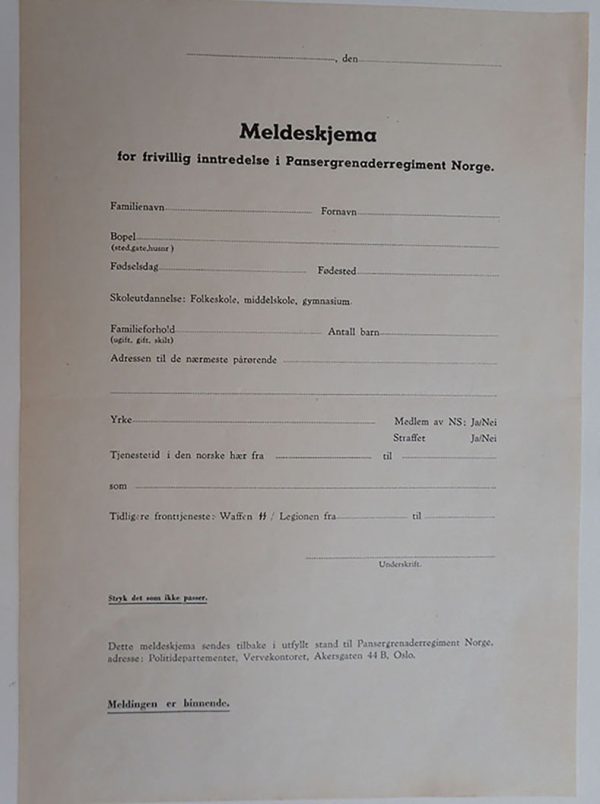 , den
Meldeskjema
for frivillig inntredelse i Pansergrenaderregiment Norge.
Familienavn Fornavn
Bopel
(sted,gate,husnr)
Fødselsdag Fødested
Skoleutdannelse: Folkeskole, middelskole, gymnasium.
Familieforhold Antall barn
(ugift, gift, skilt)
Adressen til de nærmeste pårørende
Yrke Medlem av NS: Ja/Nei
Straffet Ja/Nei
Tjenestetid i den norske hær fra til
som
Tidligere fronttjeneste: Waffen ᛋᛋ / Legionen fra til
Underskrift.
Stryk det som ikke passer.
Dette meldeskjema sendes tilbake i utfyllt stand til Pansergrenaderregiment Norge,
adresse: Politidepartementet, Vervekontoret, Akersgaten 44 B, Oslo.
Meldingen er binnende.